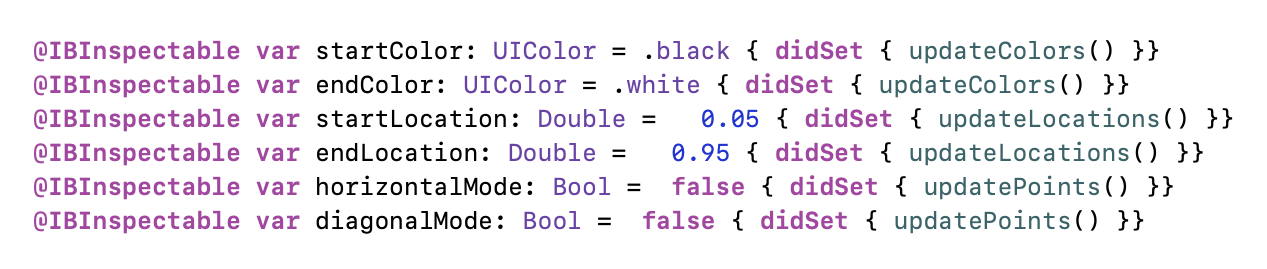 @IBInspectable var startColor: UIColor = .black { didSet { updateColors() }}
@IBInspectable var endColor: UIColor = .white { didSet { updateColors() }}
@IBInspectable var startLocation: Double =   0.05 { didSet { updateLocations() }}
@IBInspectable var endLocation: Double =   0.95 { didSet { updateLocations() }}
@IBInspectable var horizontalMode: Bool =  false { didSet { updatePoints() }}
@IBInspectable var diagonalMode: Bool =  false { didSet { updatePoints() }}